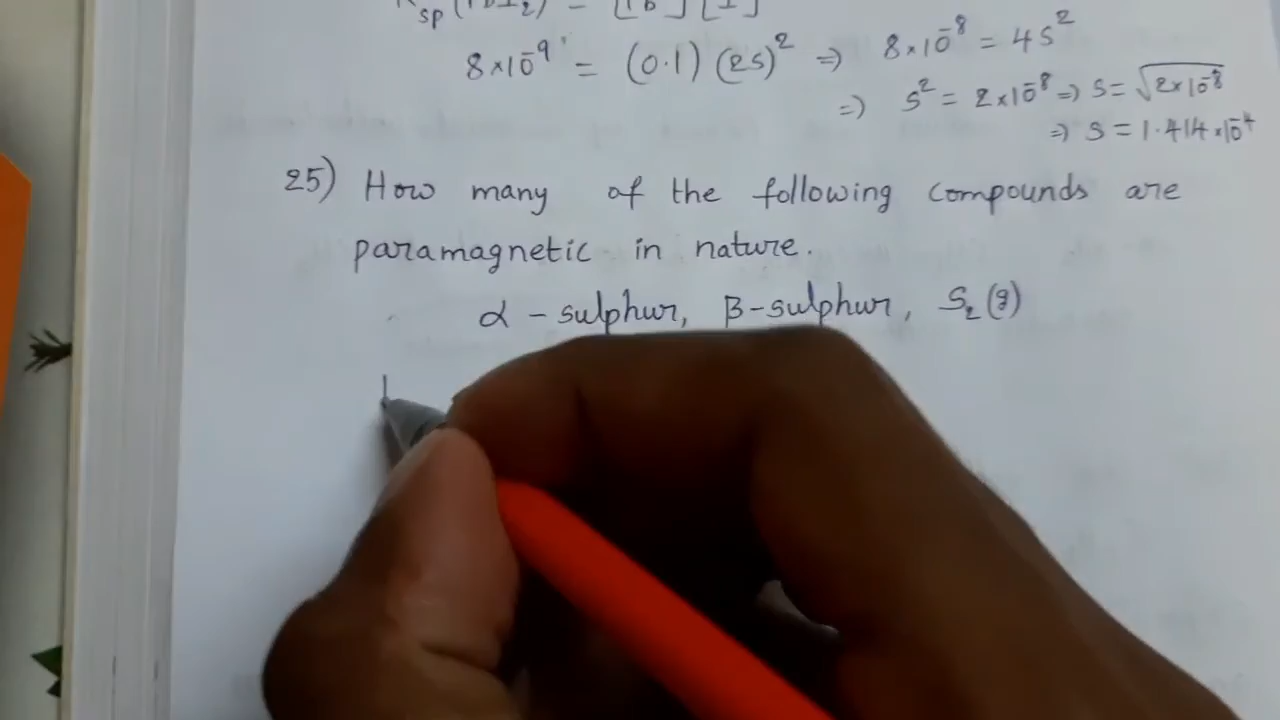 8×10⁻⁹ = (0.1) (2s)² ⇒ 8×10⁻⁸ = 4s²
⇒ s² = 2×10⁻⁸ ⇒ s = √2×10⁻⁸
⇒ s = 1.414×10⁻⁴
25) How many of the following compounds are
paramagnetic in nature.
α - sulphur, β-sulphur, S₂(g)